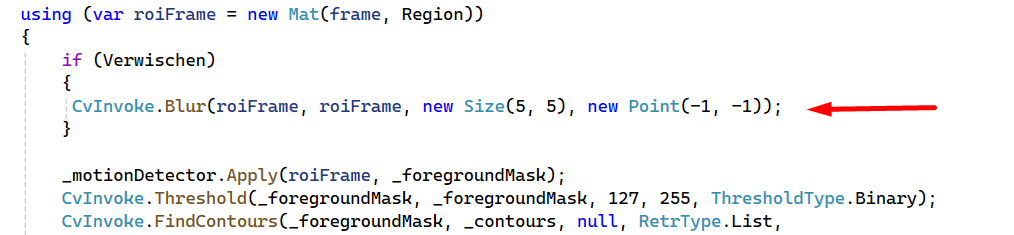 using (var roiFrame = new Mat(frame, Region))
{
if (Verwischen)
{
CvInvoke.Blur(roiFrame, roiFrame, new Size(5, 5), new Point(-1, -1));
}
_motionDetector.Apply(roiFrame, _foregroundMask);
CvInvoke.Threshold(_foregroundMask, _foregroundMask, 127, 255, ThresholdType.Binary);
CvInvoke.FindContours(_foregroundMask, _contours, null, RetrType.List,